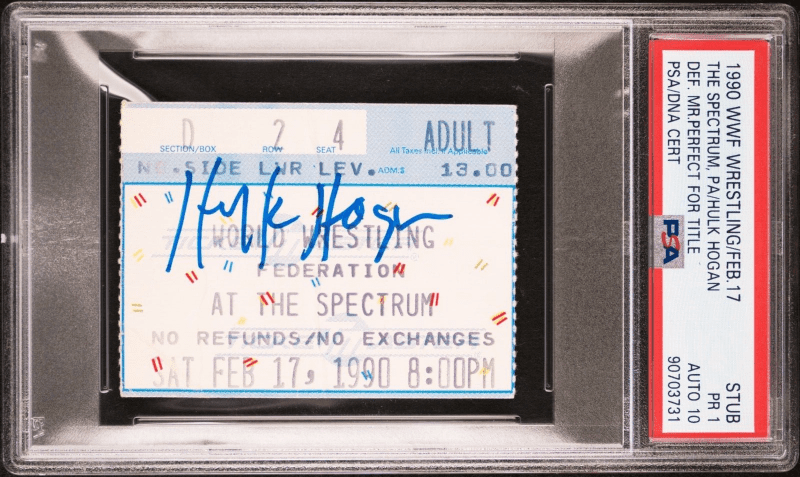 D 2 4 ADULT
SECTION/BOX ROW SEAT All Taxes Incl. If Applicable
NO. SIDE LWR LEV. ADM.$ 13.00
Hulk Hogan
WORLD WRESTLING
FEDERATION
AT THE SPECTRUM
NO REFUNDS/NO EXCHANGES
SAT FEB 17, 1990 8:00PM
1990 WWF WRESTLING/FEB.17
THE SPECTRUM, PA/HULK HOGAN
DEF. MR.PERFECT FOR TITLE
PSA/DNA CERT
PSA
STUB
PR 1
AUTO 10
90703731